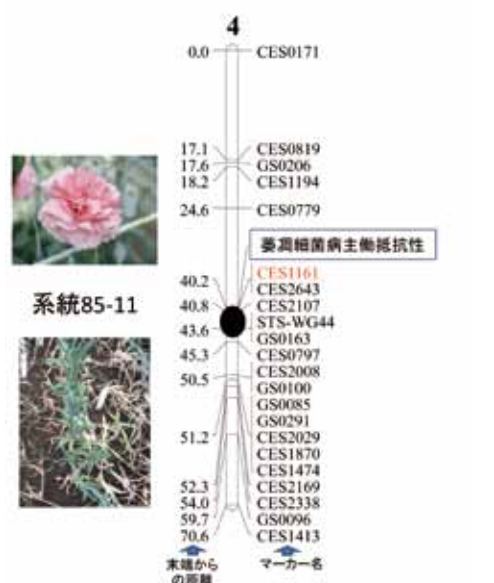 4
0.0 CES0171
17.1 CES0819
17.6 GS0206
18.2 CES1194
24.6 CES0779
萎凋細菌病主働抵抗性
CES1161
40.2 CES2643
40.8 CES2107
STS-WG44
43.6 GS0163
45.3 CES0797
50.5 CES2008
GS0100
GS0085
GS0291
51.2 CES2029
CES1870
CES1474
52.3 CES2169
54.0 CES2338
59.7 GS0096
70.6 CES1413
系統85-11
末端から
の距離
マーカー名